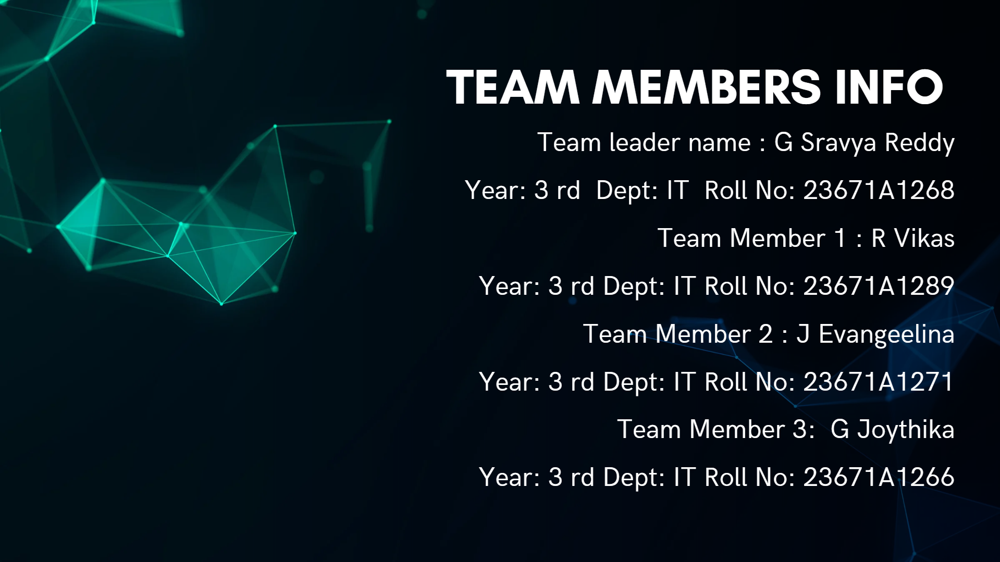 TEAM MEMBERS INFO
Team leader name : G Sravya Reddy
Year: 3 rd  Dept: IT  Roll No: 23671A1268
Team Member 1 : R Vikas
Year: 3 rd Dept: IT Roll No: 23671A1289
Team Member 2 : J Evangeelina
Year: 3 rd Dept: IT Roll No: 23671A1271
Team Member 3:  G Joythika
Year: 3 rd Dept: IT Roll No: 23671A1266